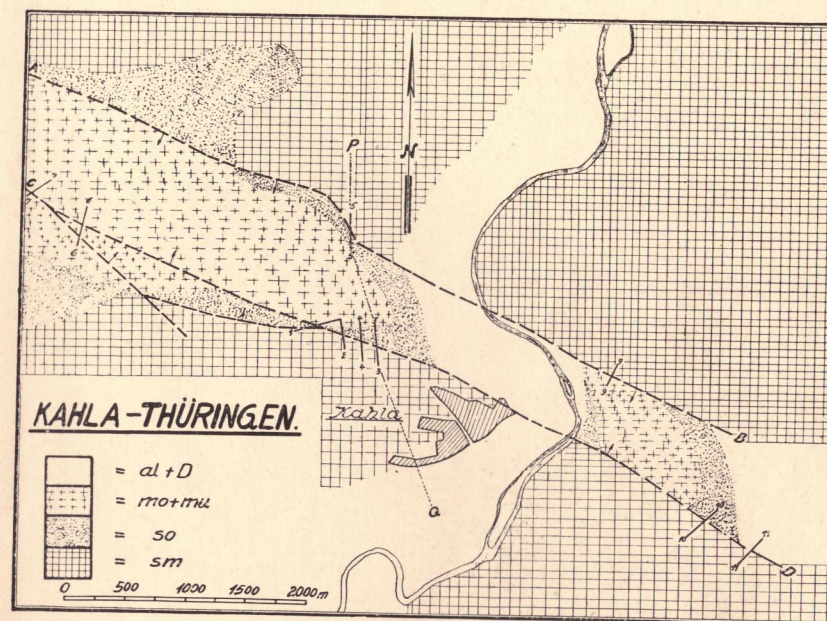 A
P
N
C
B
D
Q
Kahla
KAHLA-THÜRINGEN.
= al + D
= mo+mu
= so
= sm
0 500 1000 1500 2000m